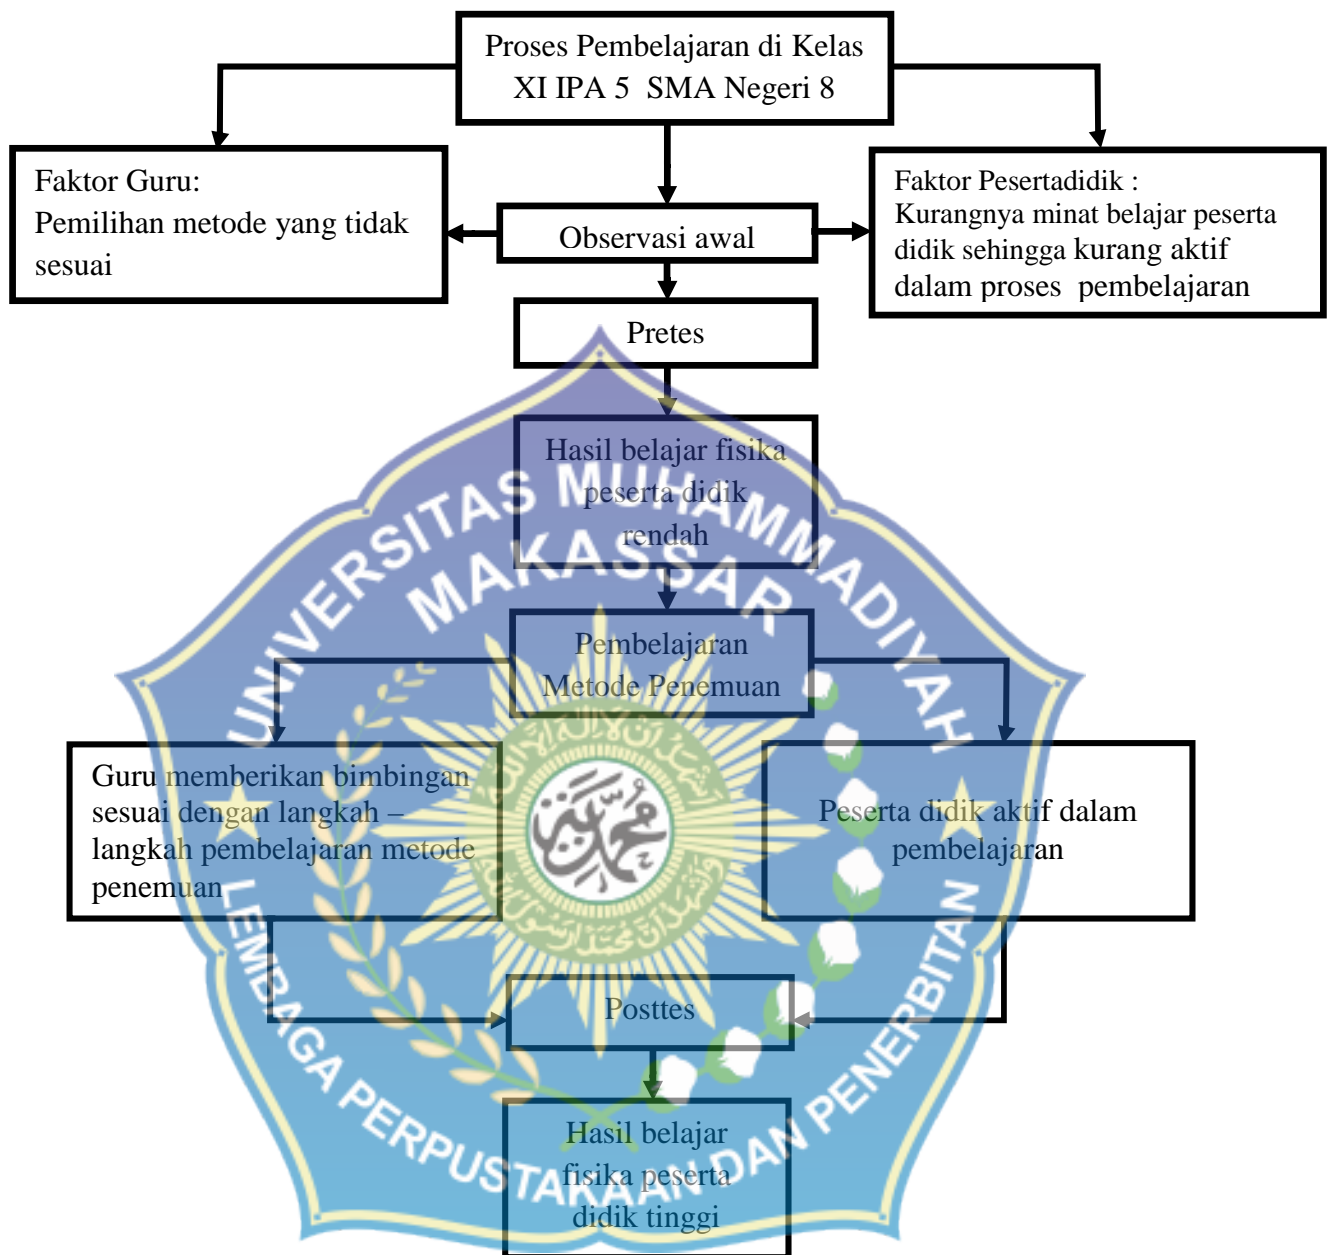 Proses Pembelajaran di Kelas
XI IPA 5 SMA Negeri 8
Faktor Guru:
Pemilihan metode yang tidak
sesuai
Observasi awal
Faktor Pesertadidik :
Kurangnya minat belajar peserta
didik sehingga kurang aktif
dalam proses pembelajaran
Pretes
Hasil belajar fisika
peserta didik
rendah
Pembelajaran
Metode Penemuan
Guru memberikan bimbingan
sesuai dengan langkah –
langkah pembelajaran metode
penemuan
Peserta didik aktif dalam
pembelajaran
Posttes
Hasil belajar
fisika peserta
didik tinggi
UNIVERSITAS MUHAMMADIYAH
MAKASSAR
LEMBAGA PERPUSTAKAAN DAN PENERBITAN